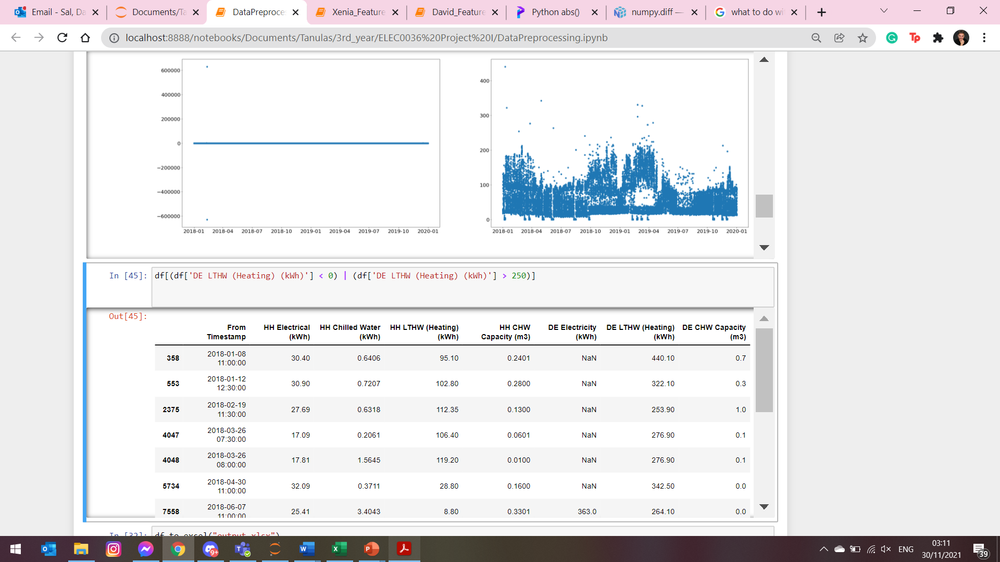 Email - Sal, Da
Documents/Ta
DataPreproce
Xenia_Feature
David_Feature
Python abs()
numpy.diff —
what to do wi
localhost:8888/notebooks/Documents/Tanulas/3rd_year/ELEC0036%20Project%20I/DataPreprocessing.ipynb
600000
400000
200000
0
−200000
−400000
−600000
2018-01 2018-04 2018-07 2018-10 2019-01 2019-04 2019-07 2019-10 2020-01
400
300
200
100
0
2018-01 2018-04 2018-07 2018-10 2019-01 2019-04 2019-07 2019-10 2020-01
In [45]: df[(df['DE LTHW (Heating) (kWh)'] < 0) | (df['DE LTHW (Heating) (kWh)'] > 250)]
Out[45]:
From HH Electrical HH Chilled Water HH LTHW (Heating) HH CHW DE Electricity DE LTHW (Heating) DE CHW Capacity
Timestamp (kWh) (kWh) (kWh) Capacity (m3) (kWh) (kWh) (m3)
358 2018-01-08 11:00:00 30.40 0.6406 95.10 0.2401 NaN 440.10 0.7
553 2018-01-12 12:30:00 30.90 0.7207 102.80 0.2800 NaN 322.10 0.3
2375 2018-02-19 11:30:00 27.69 0.6318 112.35 0.1300 NaN 253.90 1.0
4047 2018-03-26 07:30:00 17.09 0.2061 106.40 0.0601 NaN 276.90 0.1
4048 2018-03-26 08:00:00 17.81 1.5645 119.20 0.0100 NaN 276.90 0.1
5734 2018-04-30 11:00:00 32.09 0.3711 28.80 0.1600 NaN 342.50 0.0
7558 2018-06-07 11:00:00 25.41 3.4043 8.80 0.3301 363.0 264.10 0.0
In [32]: df.to_excel("output.xlsx")
ENG
03:11
30/11/2021
39
9+